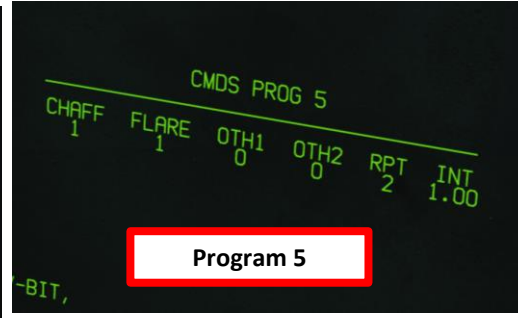 CMDS PROG 5
CHAFF FLARE OTH1 OTH2 RPT INT
1 1 0 0 2 1.00
Program 5
-BIT,